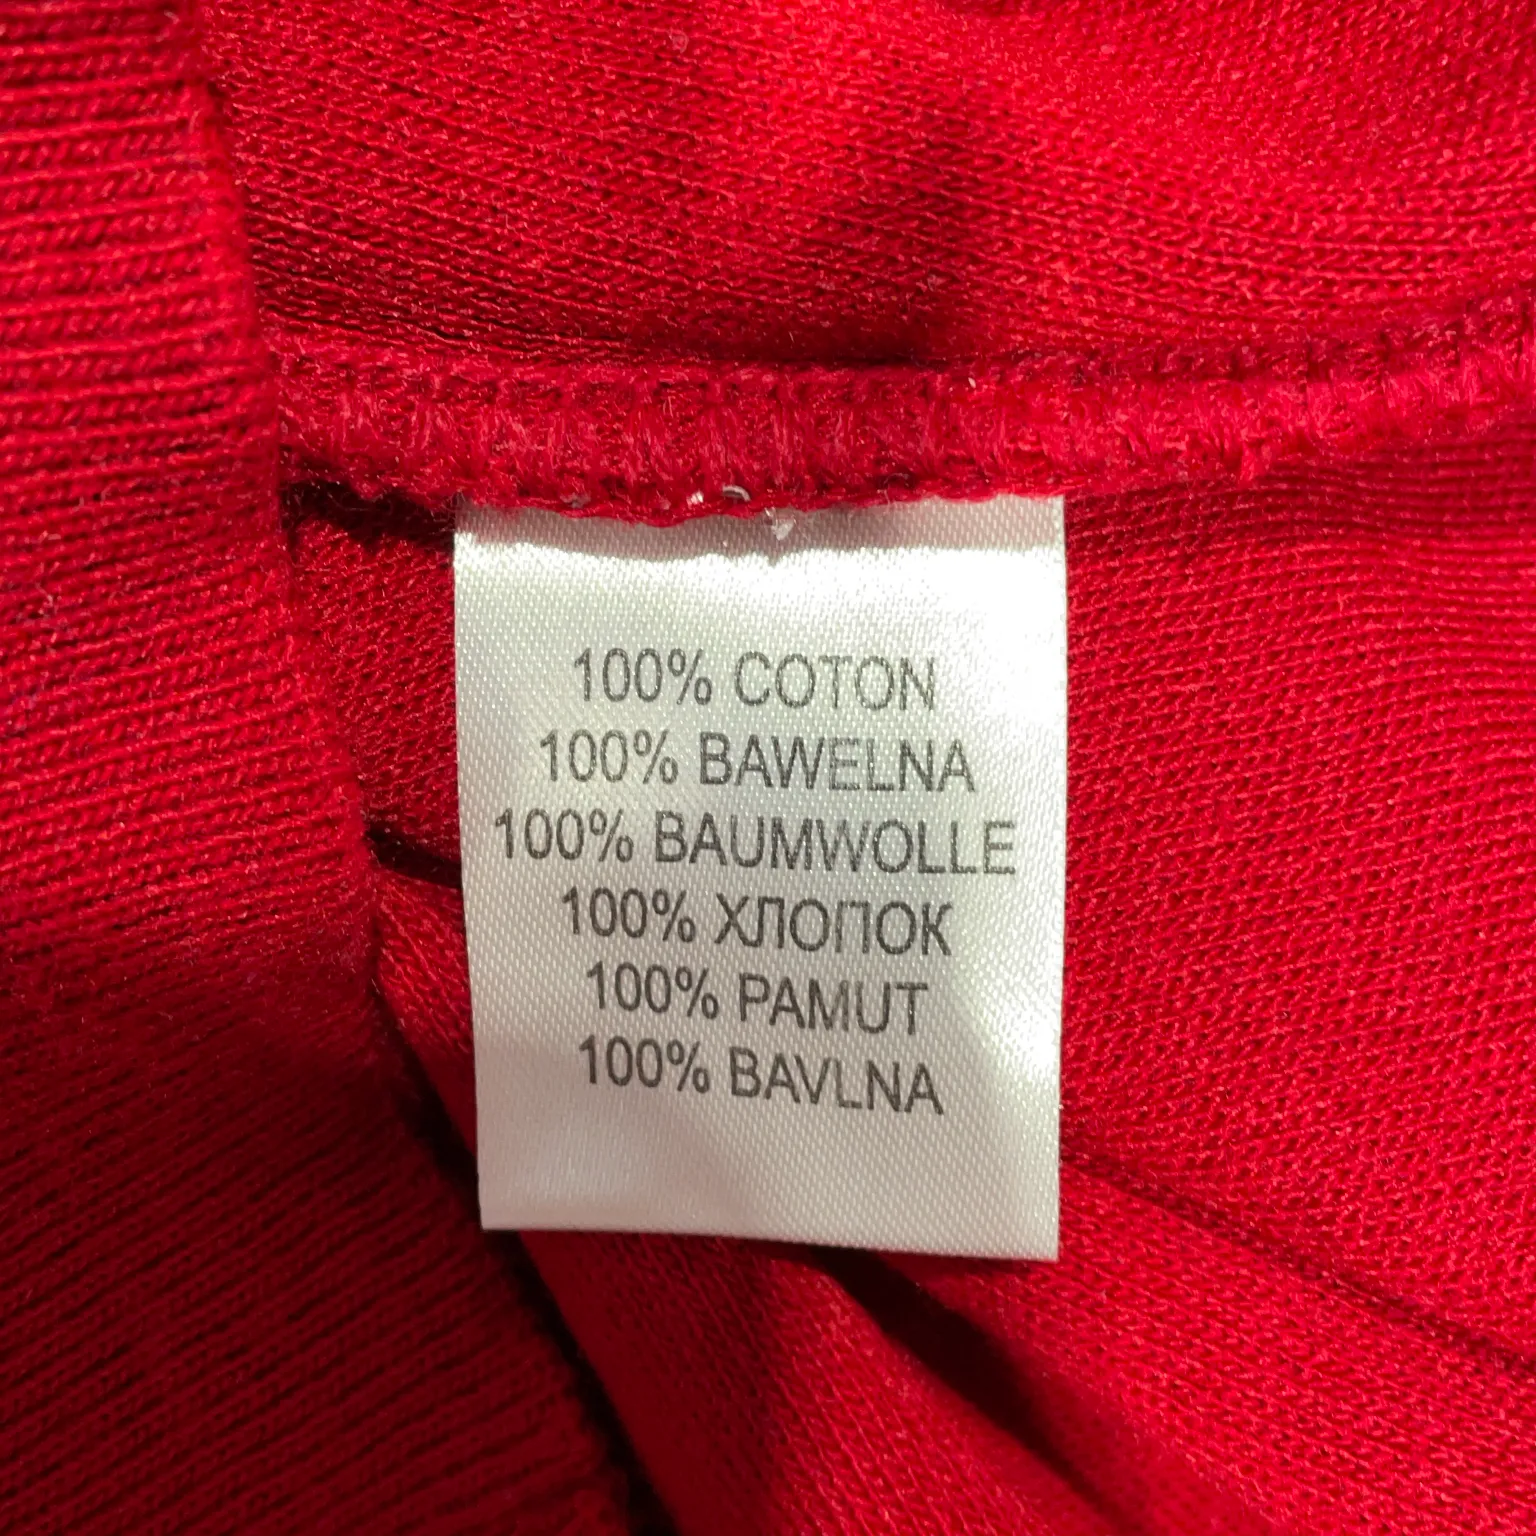 100% COTON
100% BAWELNA
100% BAUMWOLLE
100% ХЛОПОК
100% PAMUT
100% BAVLNA